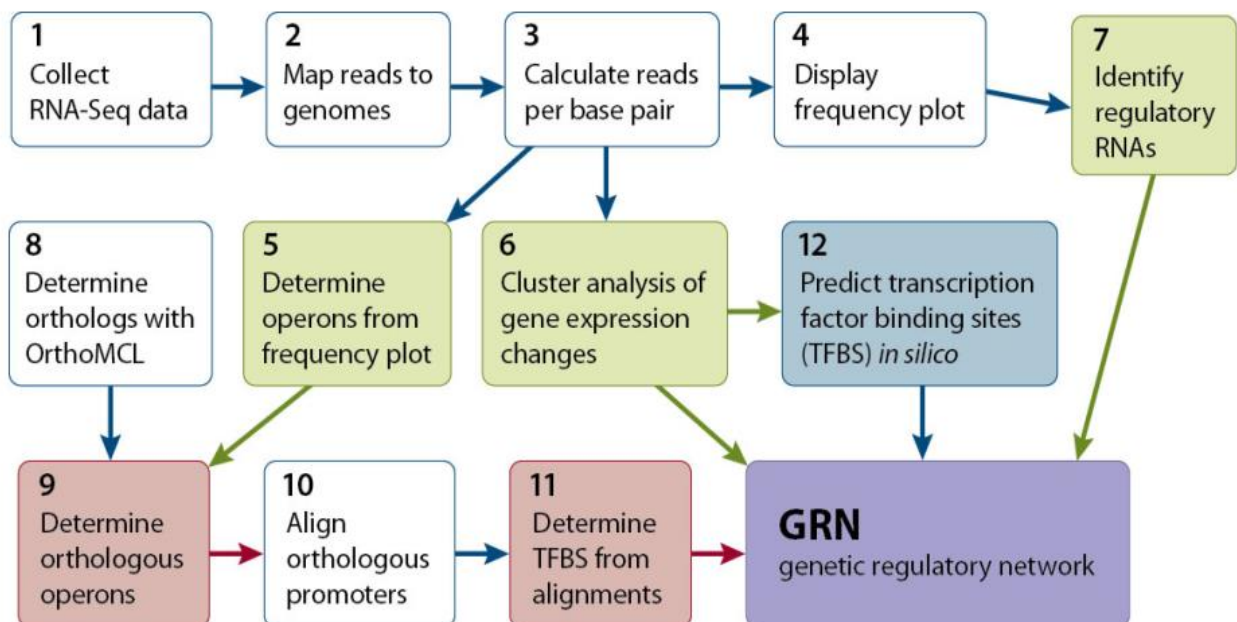 1
Collect
RNA-Seq data
2
Map reads to
genomes
3
Calculate reads
per base pair
4
Display
frequency plot
7
Identify
regulatory
RNAs
8
Determine
orthologs with
OrthoMCL
5
Determine
operons from
frequency plot
6
Cluster analysis of
gene expression
changes
12
Predict transcription
factor binding sites
(TFBS) in silico
9
Determine
orthologous
operons
10
Align
orthologous
promoters
11
Determine
TFBS from
alignments
GRN
genetic regulatory network